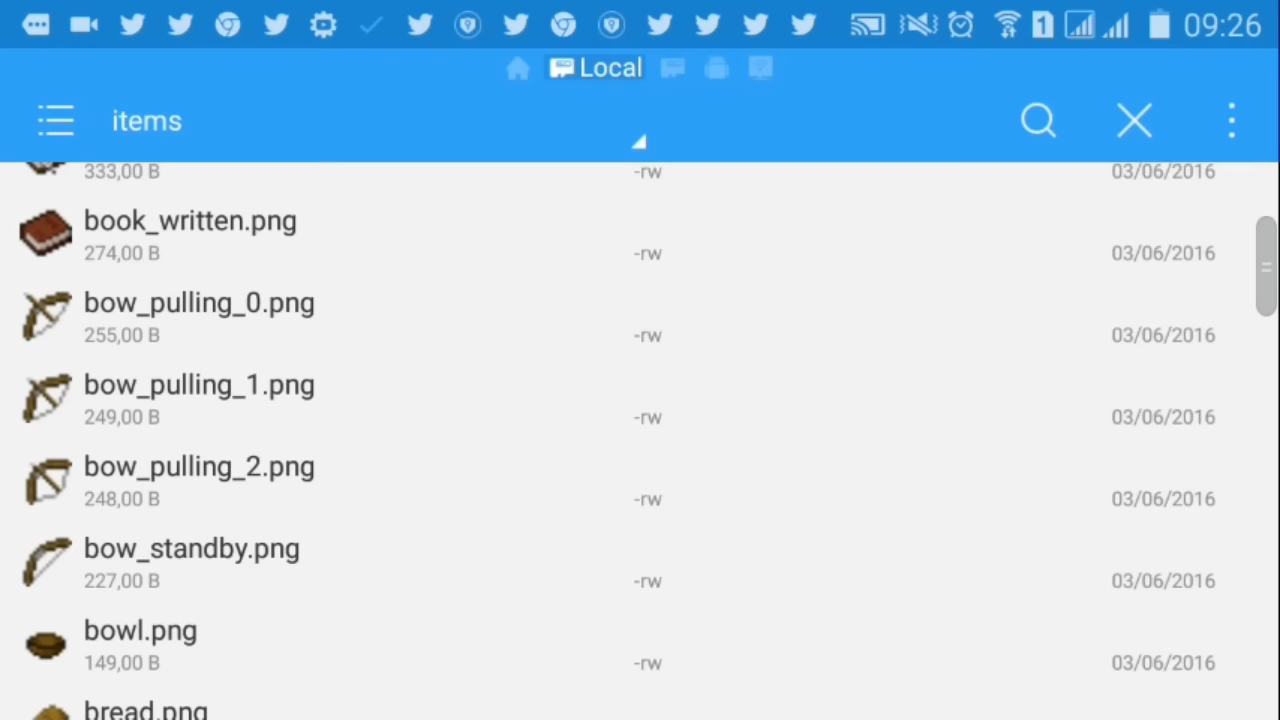 1 09:26
Local
items
333,00 B -rw 03/06/2016
book_written.png
274,00 B -rw 03/06/2016
bow_pulling_0.png
255,00 B -rw 03/06/2016
bow_pulling_1.png
249,00 B -rw 03/06/2016
bow_pulling_2.png
248,00 B -rw 03/06/2016
bow_standby.png
227,00 B -rw 03/06/2016
bowl.png
149,00 B -rw 03/06/2016
bread.png